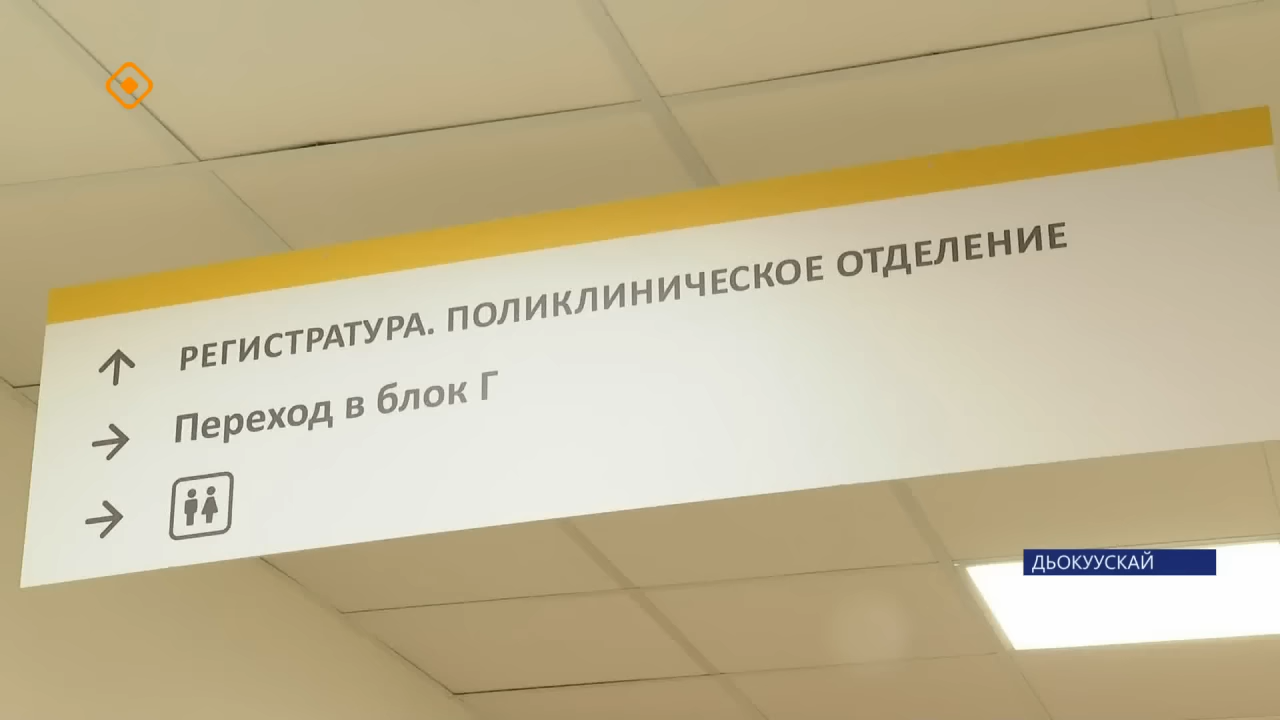 РЕГИСТРАТУРА. ПОЛИКЛИНИЧЕСКОЕ ОТДЕЛЕНИЕ
Переход в блок Г
ДЬОКУУСКАЙ